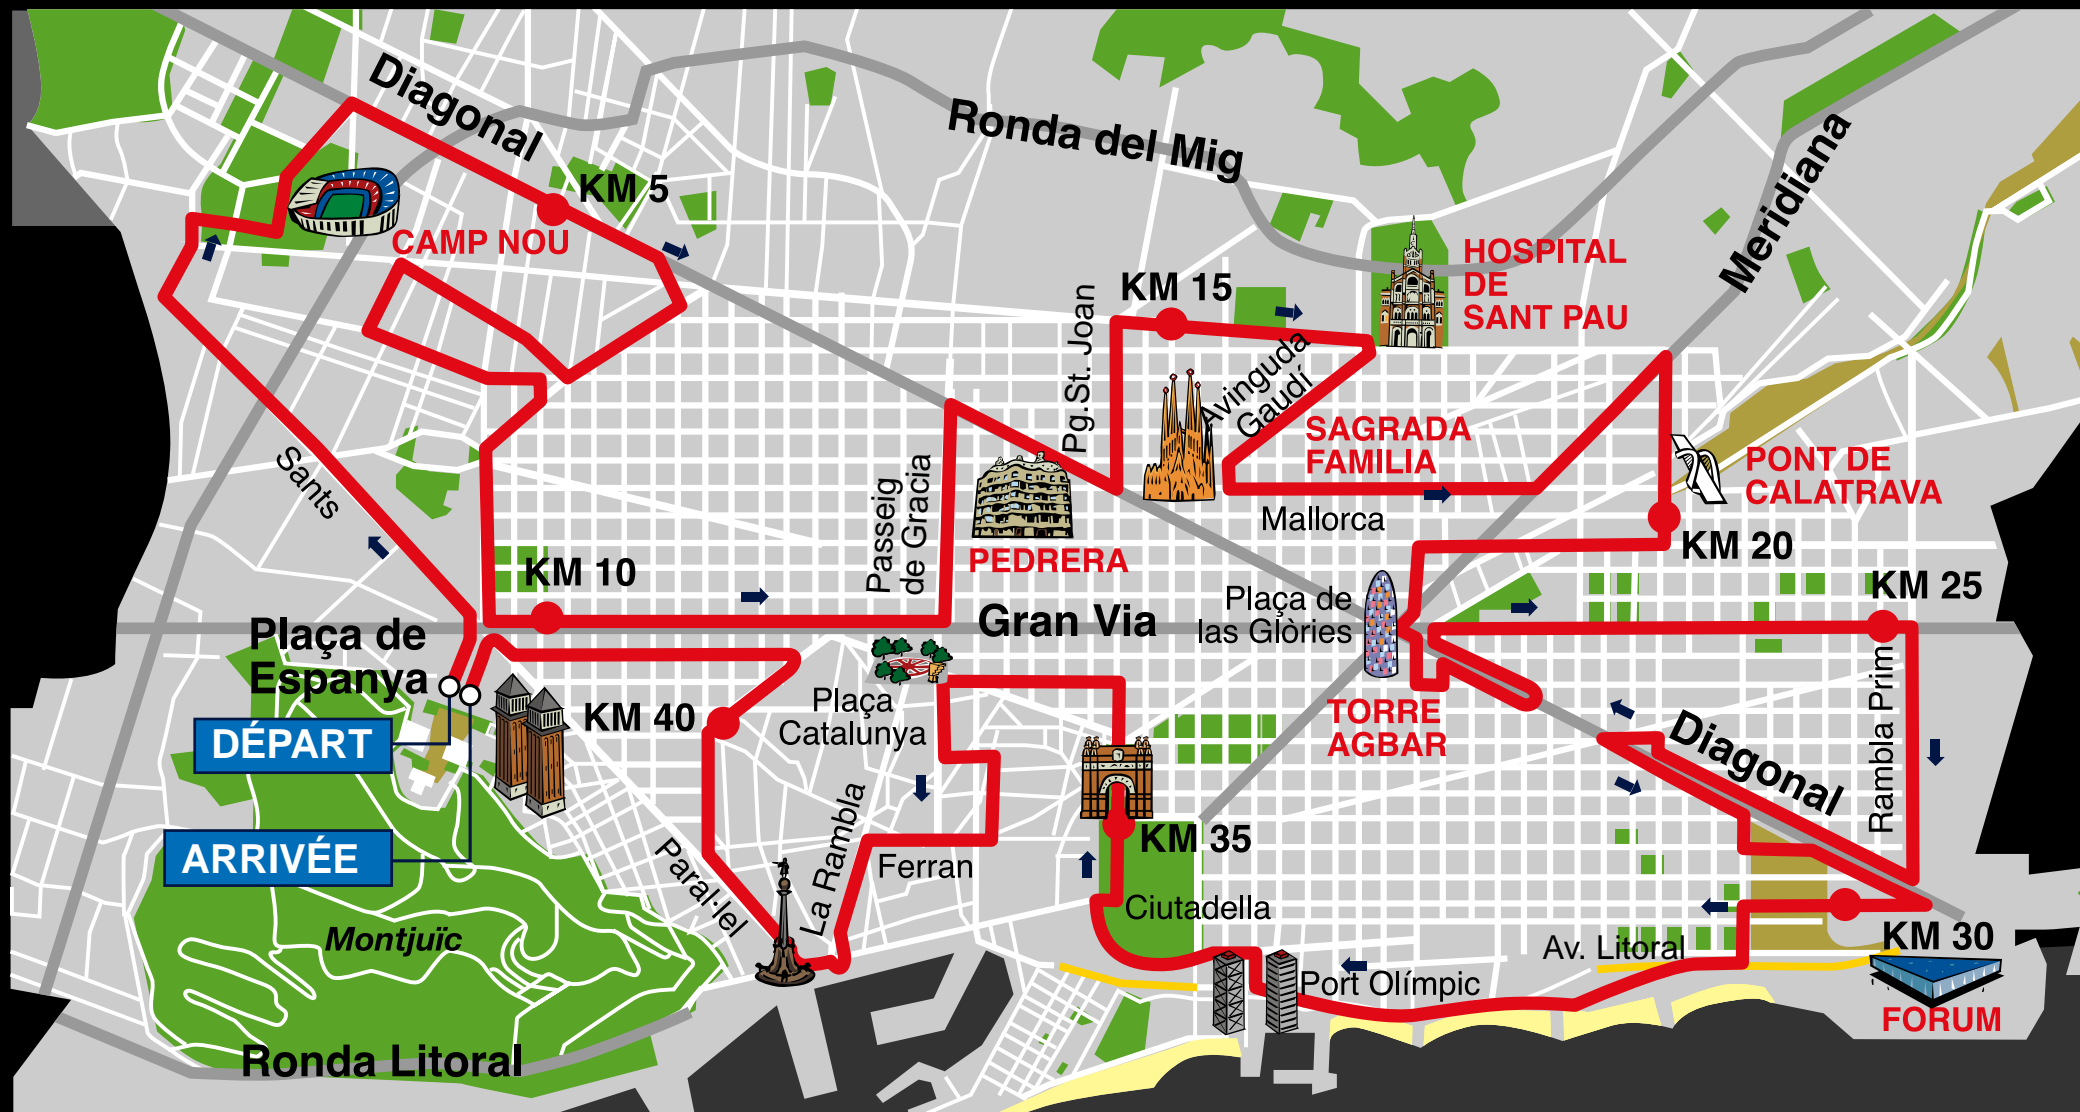 Diagonal
Ronda del Mig
Meridiana
KM 5
CAMP NOU
HOSPITAL
DE
SANT PAU
KM 15
Pg.St. Joan
Avinguda
Gaudí
SAGRADA
FAMILIA
Mallorca
PONT DE
CALATRAVA
KM 20
Sants
KM 10
Passeig
de Gracia
PEDRERA
Gran Via
Plaça de
las Glòries
KM 25
Plaça de
Espanya
DÉPART
ARRIVÉE
KM 40
Plaça
Catalunya
TORRE
AGBAR
Diagonal
Rambla Prim
La Rambla
Ferran
Paral·lel
KM 35
Ciutadella
Montjuïc
Port Olímpic
Av. Litoral
KM 30
FORUM
Ronda Litoral